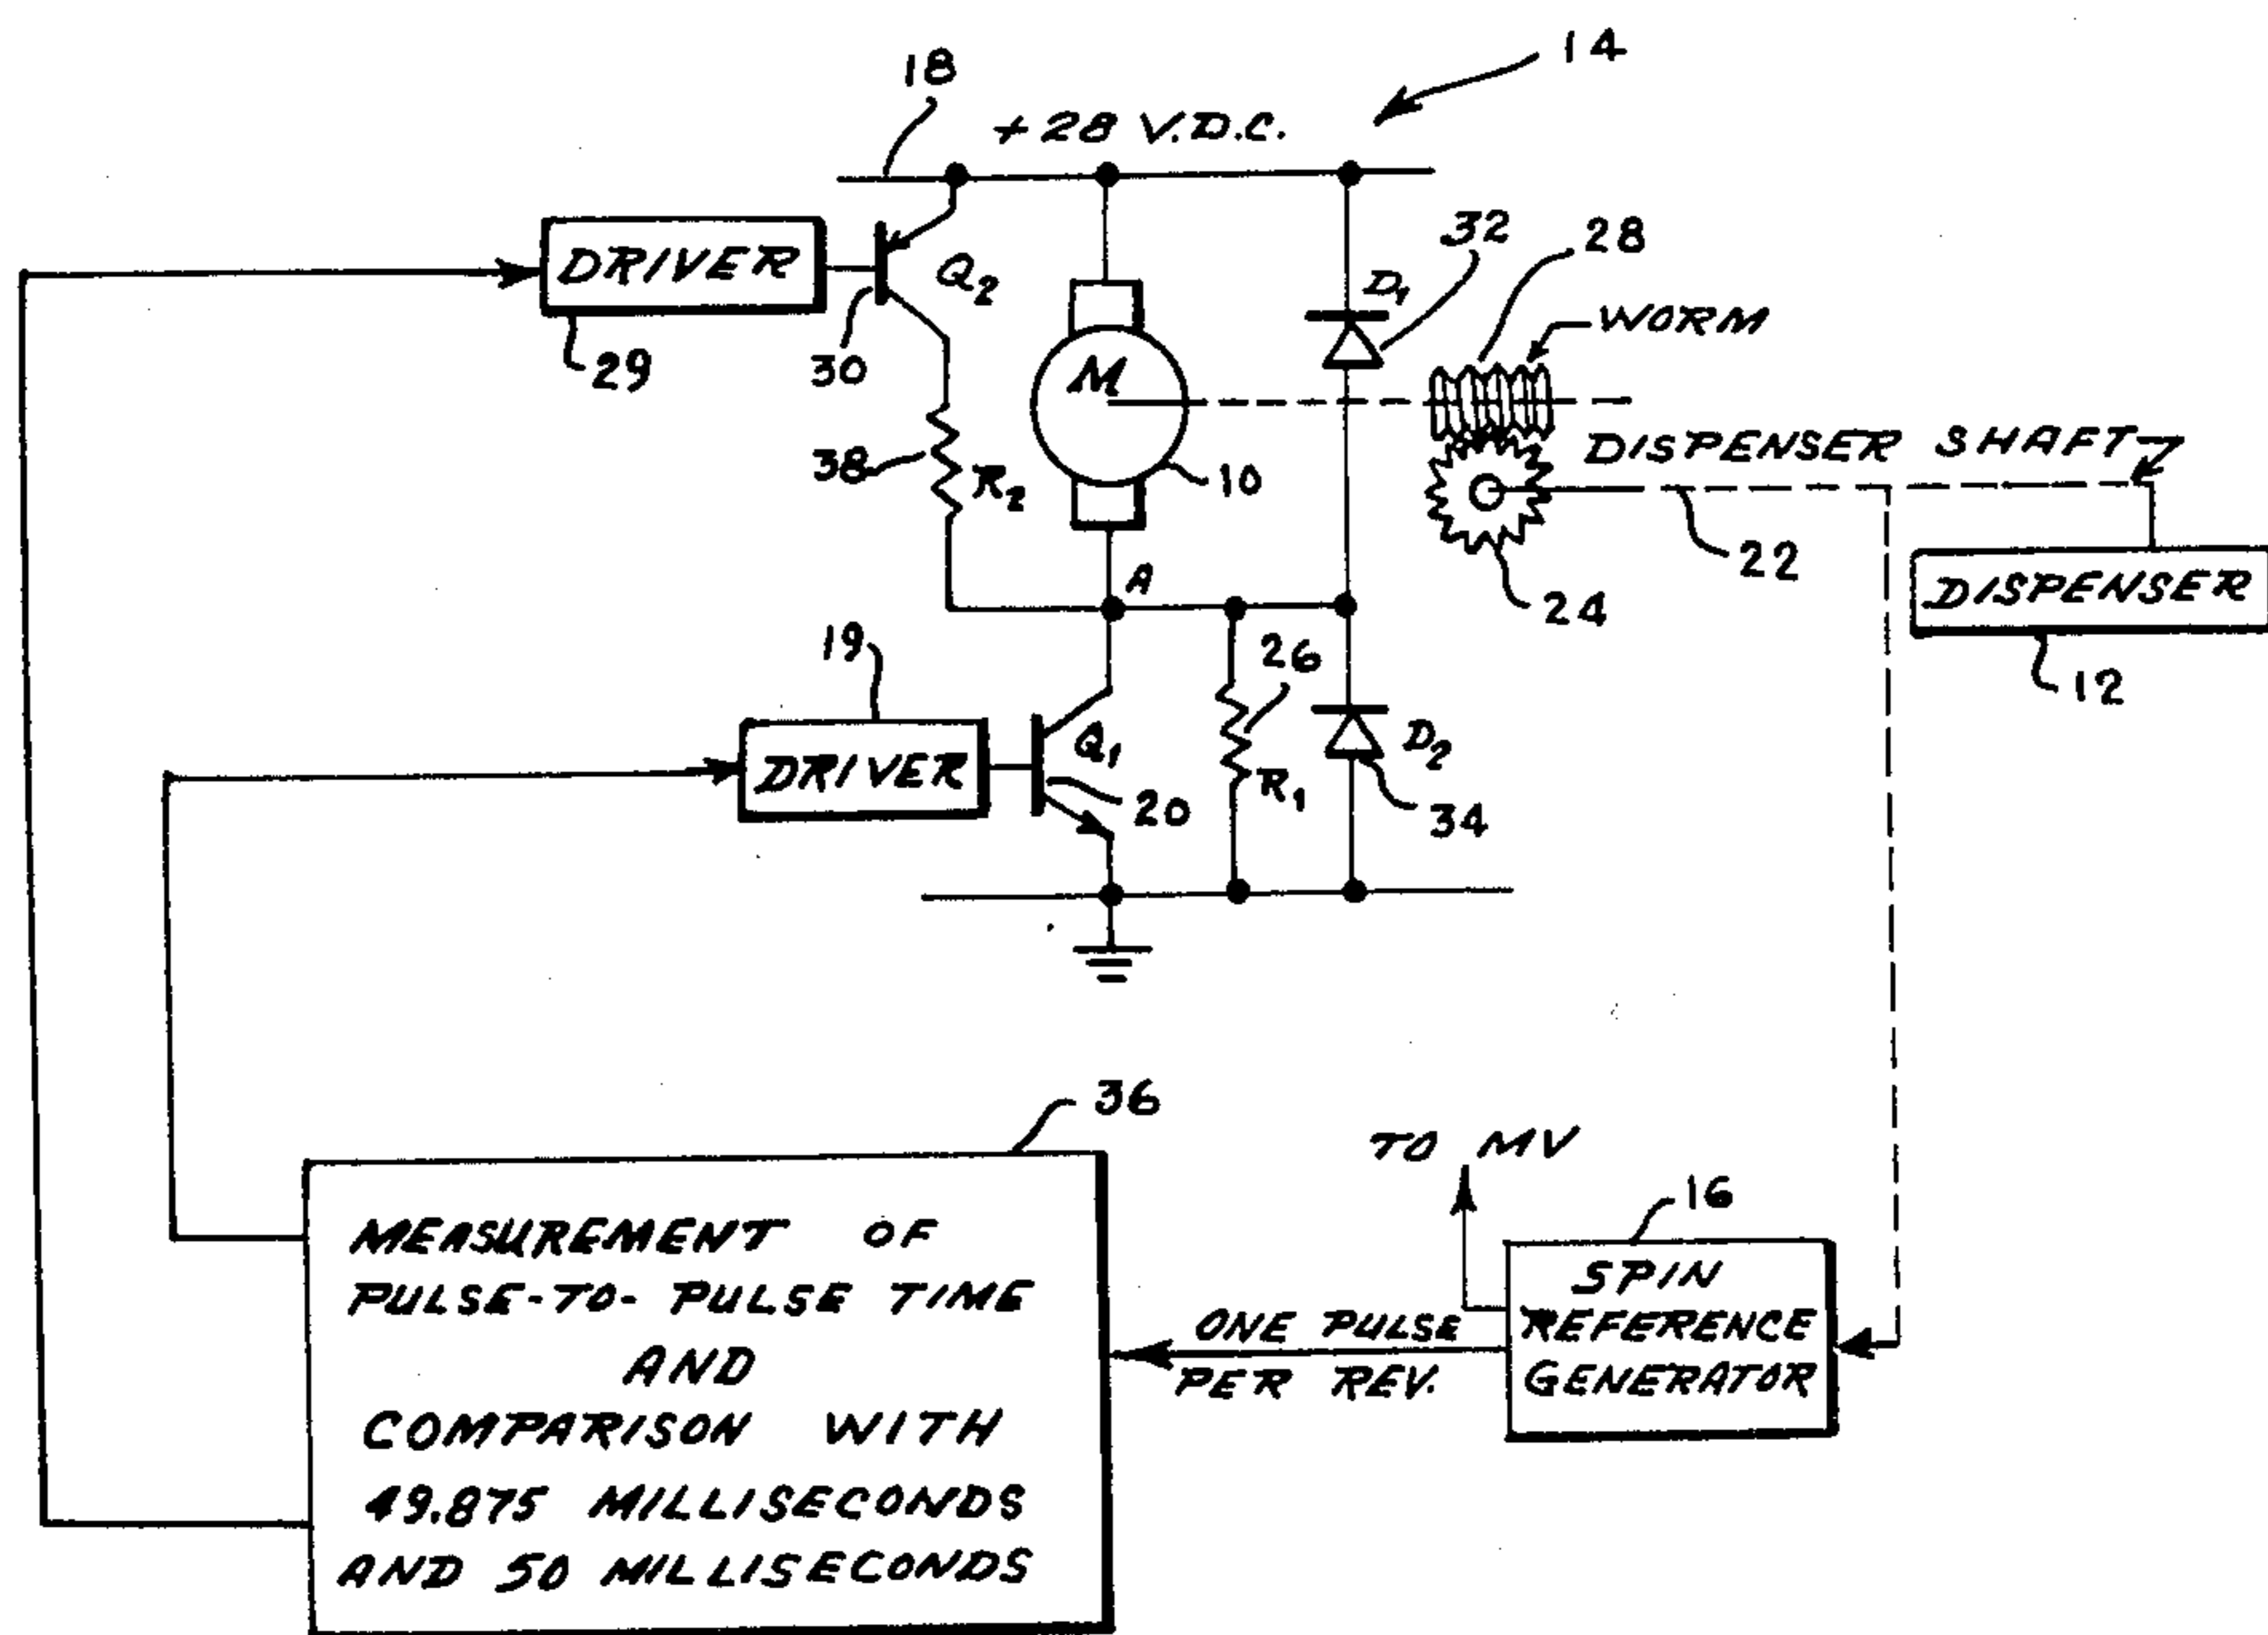 14
18
+28 V.D.C.
32
28
DRIVER
Q2
D1
WORM
29
30
M
DISPENSER SHAFT
38
R2
10
22
A
24
DISPENSER
19
26
12
DRIVER
Q1
D2
20
R1
34
36
TO MV
16
MEASUREMENT OF
PULSE-TO-PULSE TIME
AND
COMPARISON WITH
49.875 MILLISECONDS
AND 50 MILLISECONDS
ONE PULSE
PER REV.
SPIN
REFERENCE
GENERATOR